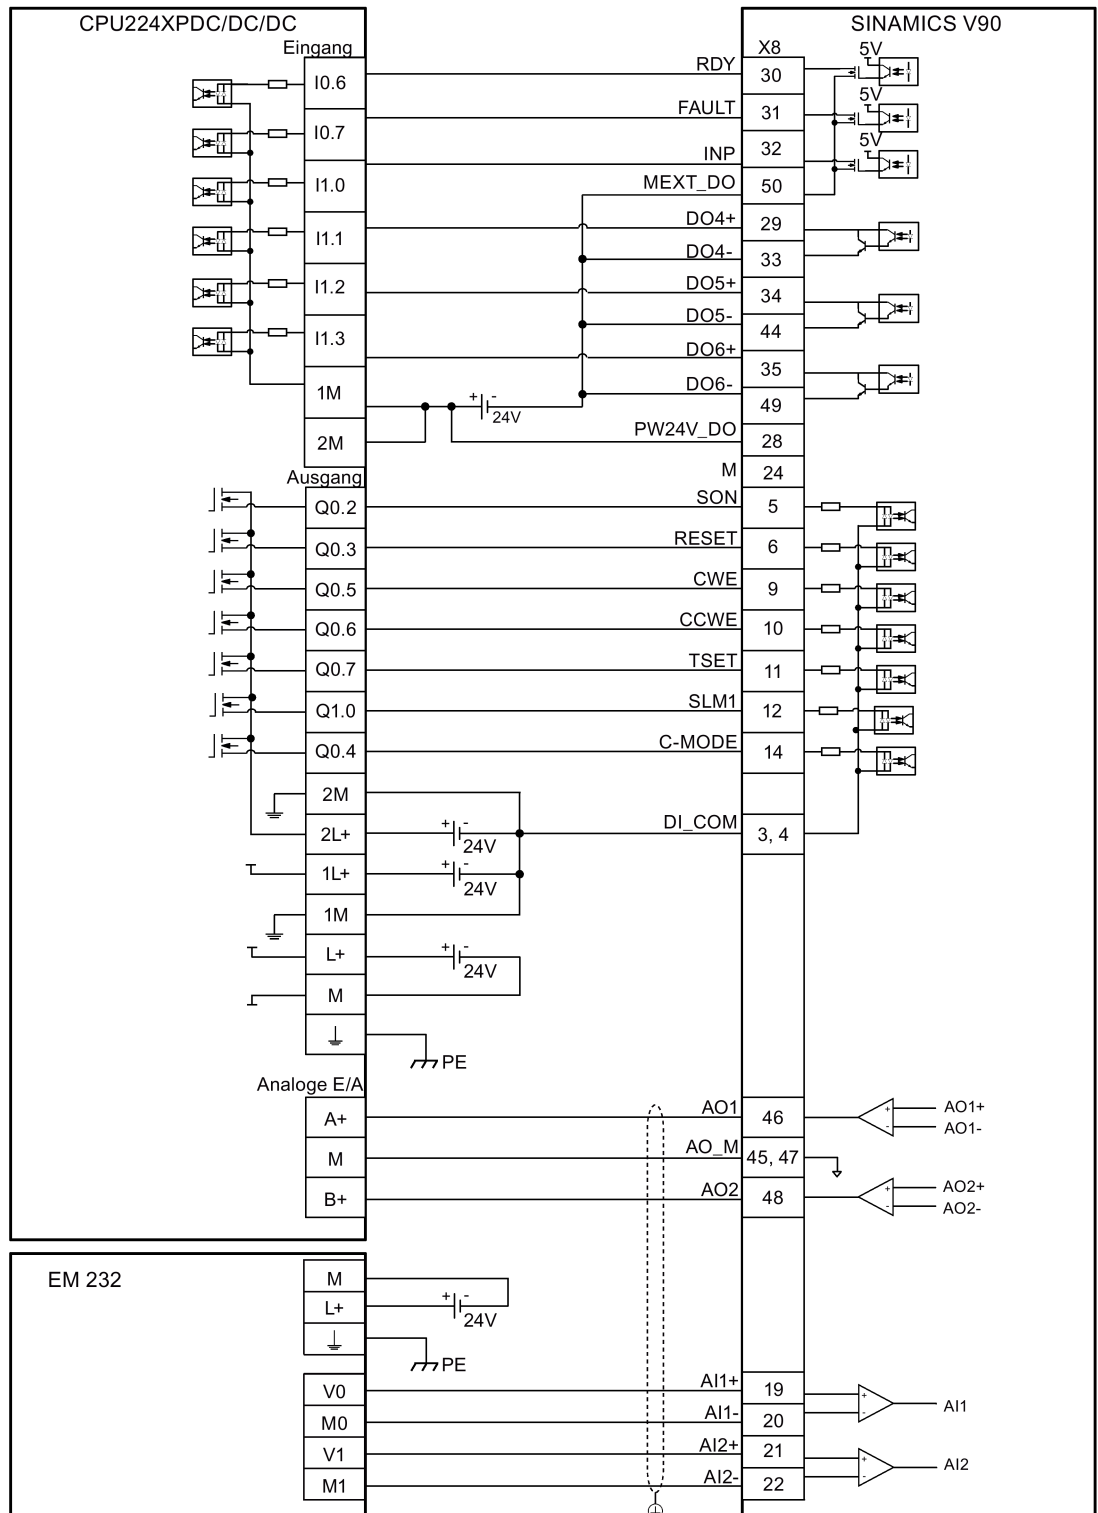 CPU224XPDC/DC/DC
SINAMICS V90
Eingang
X8
I0.6
RDY
30
5V
I0.7
FAULT
31
5V
INP
32
5V
I1.0
MEXT_DO
50
I1.1
DO4+
29
DO4-
33
I1.2
DO5+
34
DO5-
44
I1.3
DO6+
35
1M
DO6-
49
+ -
24V
2M
PW24V_DO
28
M
24
Ausgang
Q0.2
SON
5
Q0.3
RESET
6
Q0.5
CWE
9
Q0.6
CCWE
10
Q0.7
TSET
11
Q1.0
SLM1
12
Q0.4
C-MODE
14
2M
2L+
+ -
24V
DI_COM
3, 4
1L+
+ -
24V
1M
L+
+ -
24V
M
PE
Analoge E/A
A+
AO1
46
+
-
AO1+
AO1-
M
AO_M
45, 47
B+
AO2
48
+
-
AO2+
AO2-
EM 232
M
L+
+ -
24V
PE
V0
AI1+
19
+
-
AI1
M0
AI1-
20
V1
AI2+
21
+
-
AI2
M1
AI2-
22